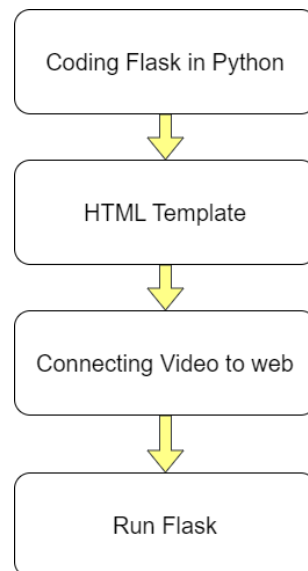 Coding Flask in Python
HTML Template
Connecting Video to web
Run Flask